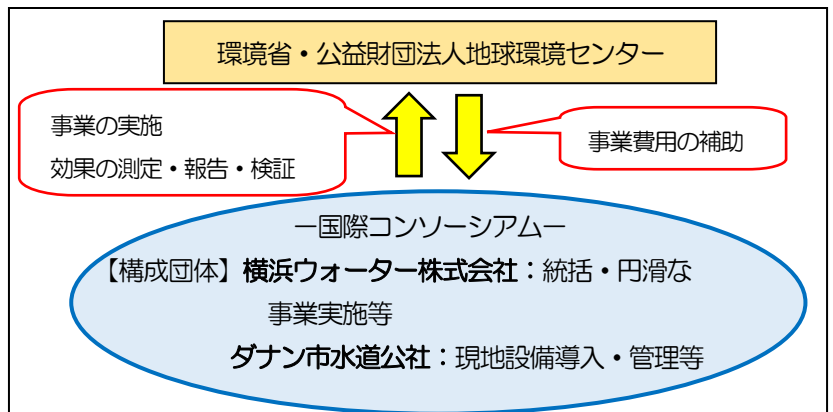 環境省・公益財団法人地球環境センター
事業の実施
効果の測定・報告・検証
事業費用の補助
ー国際コンソーシアムー
【構成団体】横浜ウォーター株式会社：統括・円滑な
事業実施等
ダナン市水道公社：現地設備導入・管理等